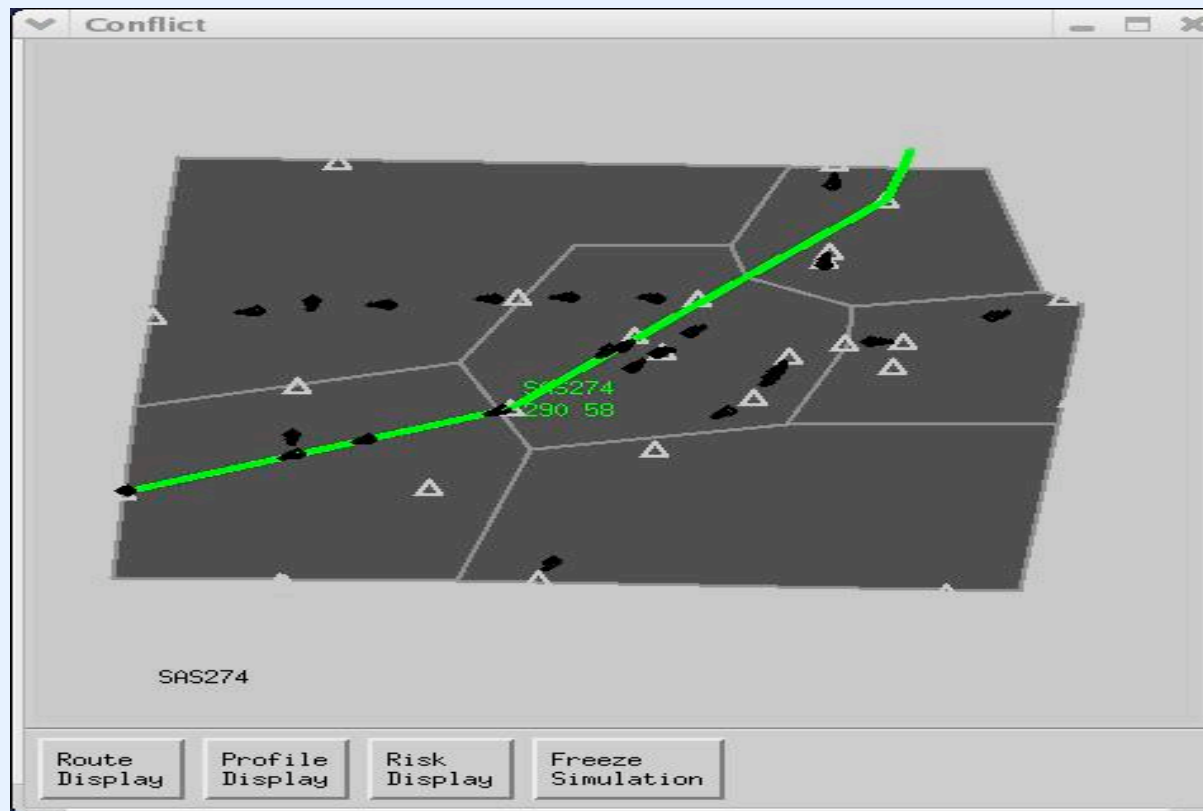 Conflict
SAS274
290 58
SAS274
Route
Display
Profile
Display
Risk
Display
Freeze
Simulation